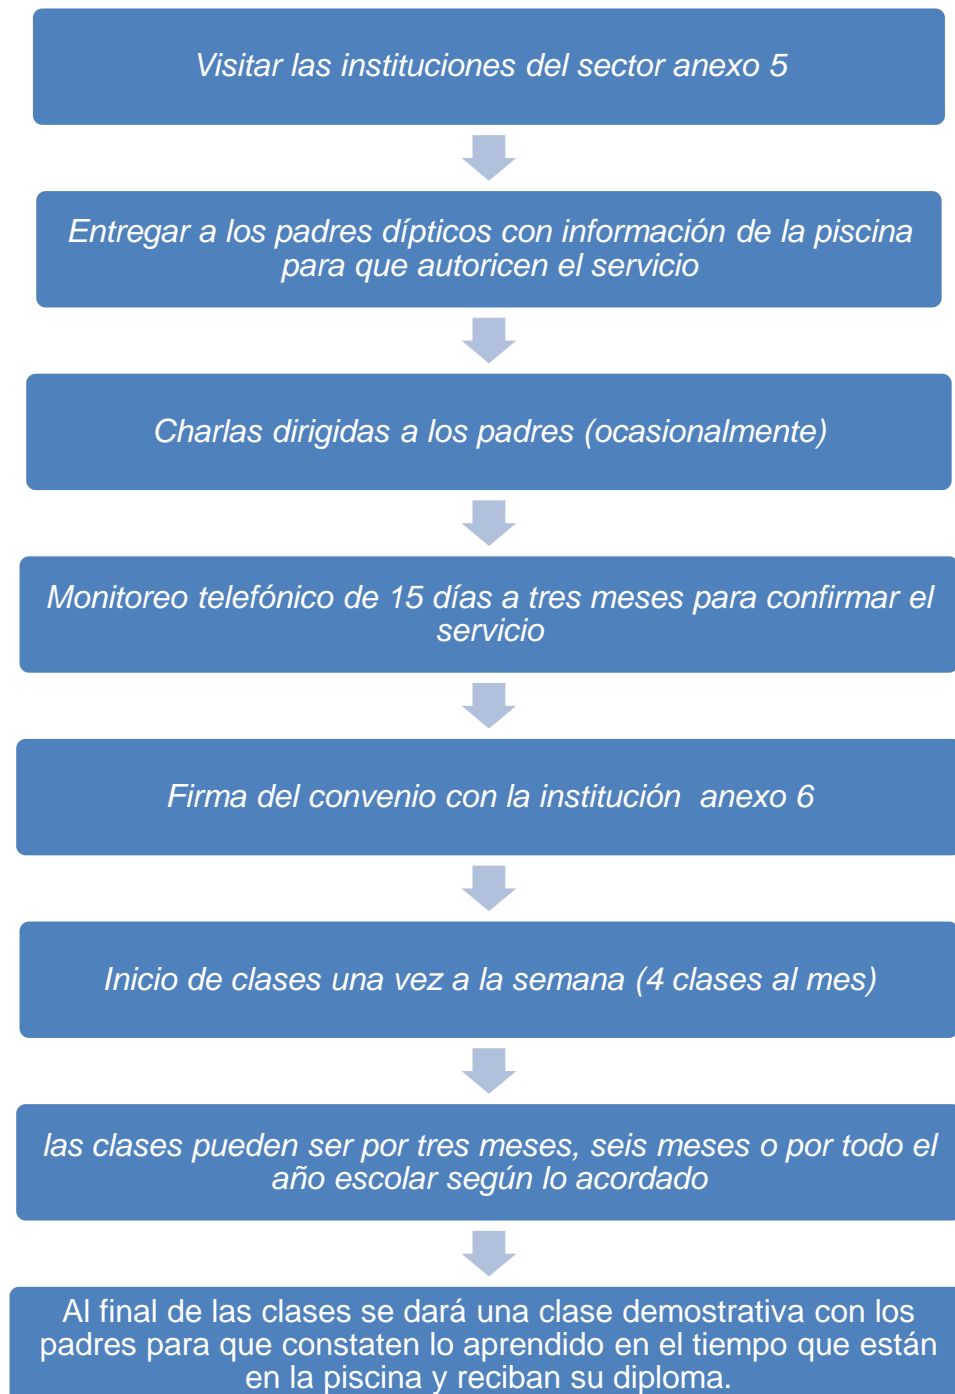 Visitar las instituciones del sector anexo 5
Entregar a los padres dípticos con información de la piscina
para que autoricen el servicio
Charlas dirigidas a los padres (ocasionalmente)
Monitoreo telefónico de 15 días a tres meses para confirmar el
servicio
Firma del convenio con la institución  anexo 6
Inicio de clases una vez a la semana (4 clases al mes)
las clases pueden ser por tres meses, seis meses o por todo el
año escolar según lo acordado
Al final de las clases se dará una clase demostrativa con los
padres para que constaten lo aprendido en el tiempo que están
en la piscina y reciban su diploma.